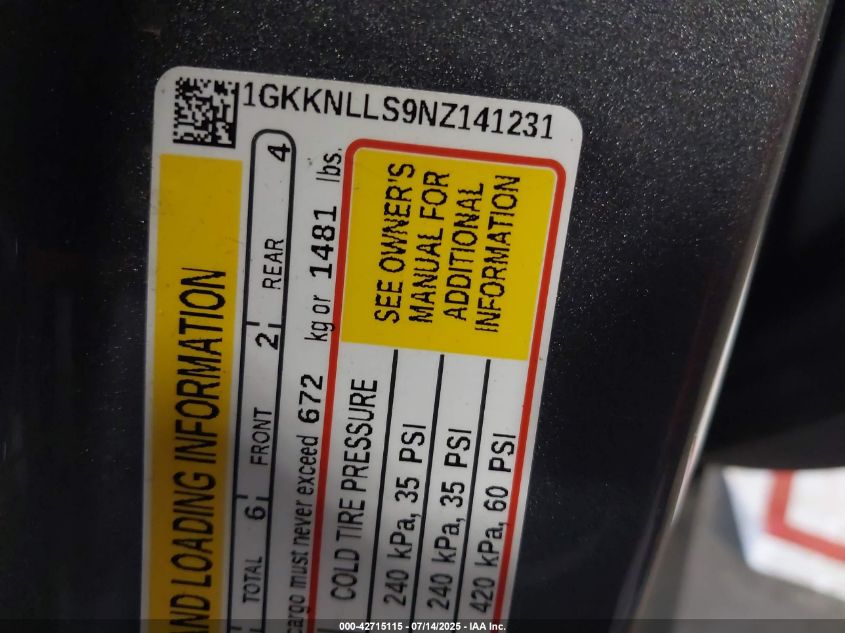 1GKKNLLS9NZ141231
AND LOADING INFORMATION
TOTAL 6 FRONT 2 REAR 4
cargo must never exceed 672 kg or 1481 lbs.
COLD TIRE PRESSURE
240 kPa, 35 PSI
240 kPa, 35 PSI
420 kPa, 60 PSI
SEE OWNER'S
MANUAL FOR
ADDITIONAL
INFORMATION
000-42715115 - 07/14/2025 - IAA Inc.